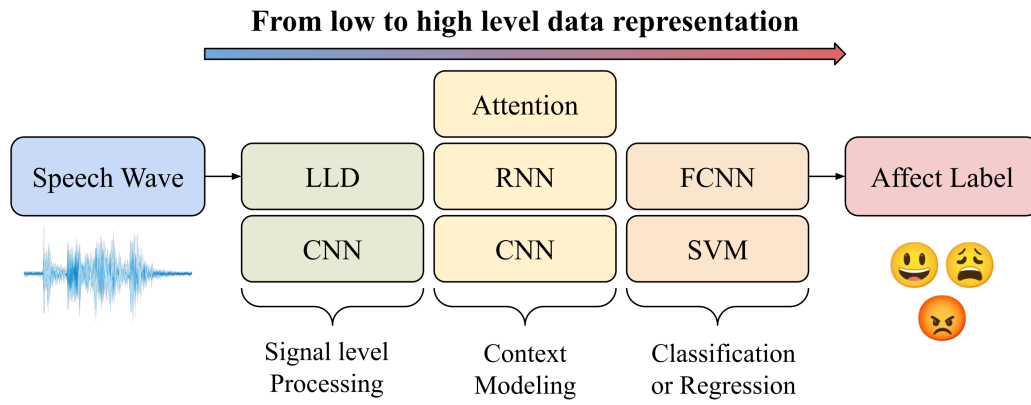 From low to high level data representation
Attention
Speech Wave
LLD
RNN
FCNN
Affect Label
CNN
CNN
SVM
Signal level
Processing
Context
Modeling
Classification
or Regression